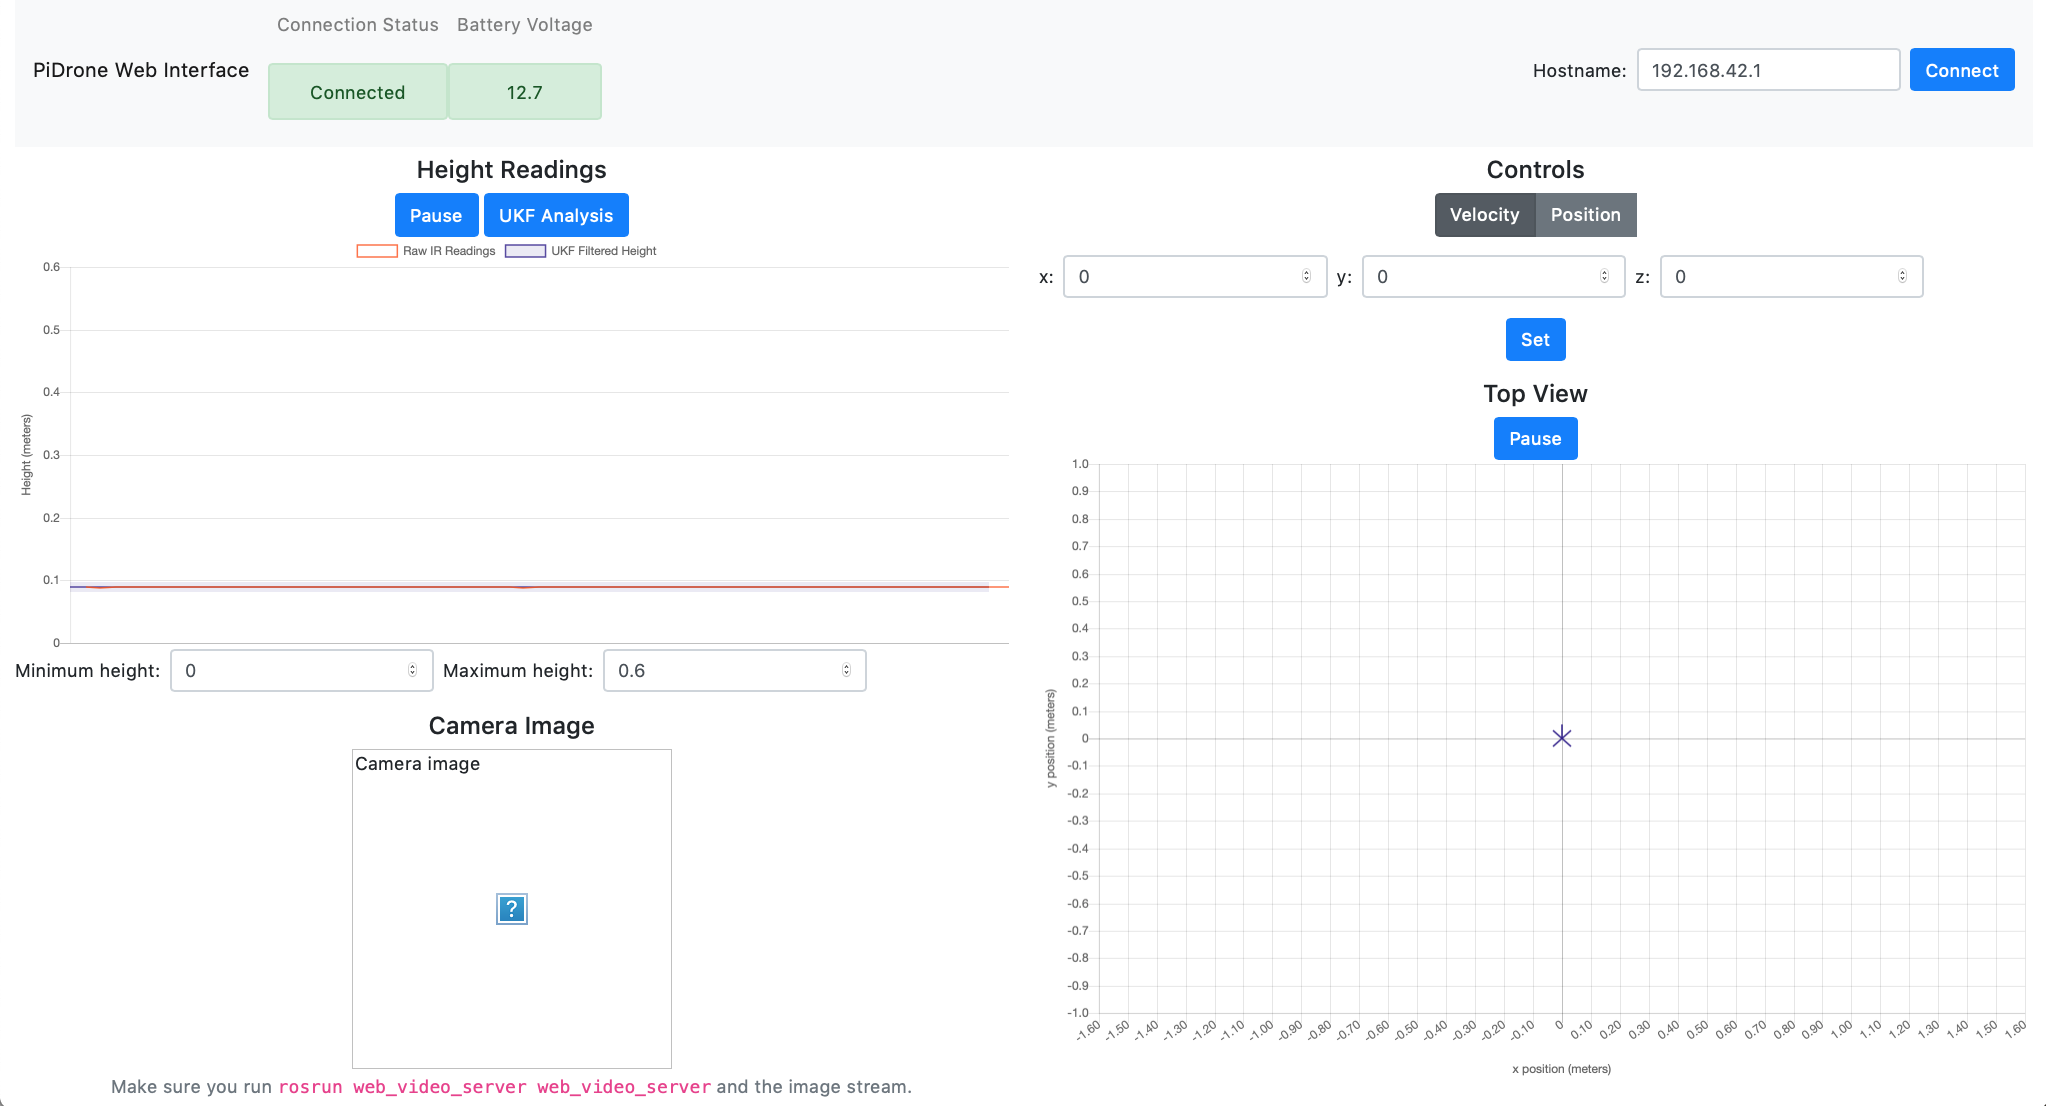 Connection Status Battery Voltage
PiDrone Web Interface
Connected 12.7
Hostname: 192.168.42.1 Connect
Height Readings
Pause UKF Analysis
Raw IR Readings UKF Filtered Height
0.6
0.5
0.4
0.3
0.2
0.1
0
Height (meters)
Minimum height: 0 Maximum height: 0.6
Camera Image
Camera image
?
Make sure you run rosrun web_video_server web_video_server and the image stream.
Controls
Velocity Position
x: 0 y: 0 z: 0
Set
Top View
Pause
1.0
0.9
0.8
0.7
0.6
0.5
0.4
0.3
0.2
0.1
0
-0.1
-0.2
-0.3
-0.4
-0.5
-0.6
-0.7
-0.8
-0.9
-1.0
y position (meters)
-1.60 -1.50 -1.40 -1.30 -1.20 -1.10 -1.00 -0.90 -0.80 -0.70 -0.60 -0.50 -0.40 -0.30 -0.20 -0.10 0 0.10 0.20 0.30 0.40 0.50 0.60 0.70 0.80 0.90 1.00 1.10 1.20 1.30 1.40 1.50 1.60
x position (meters)